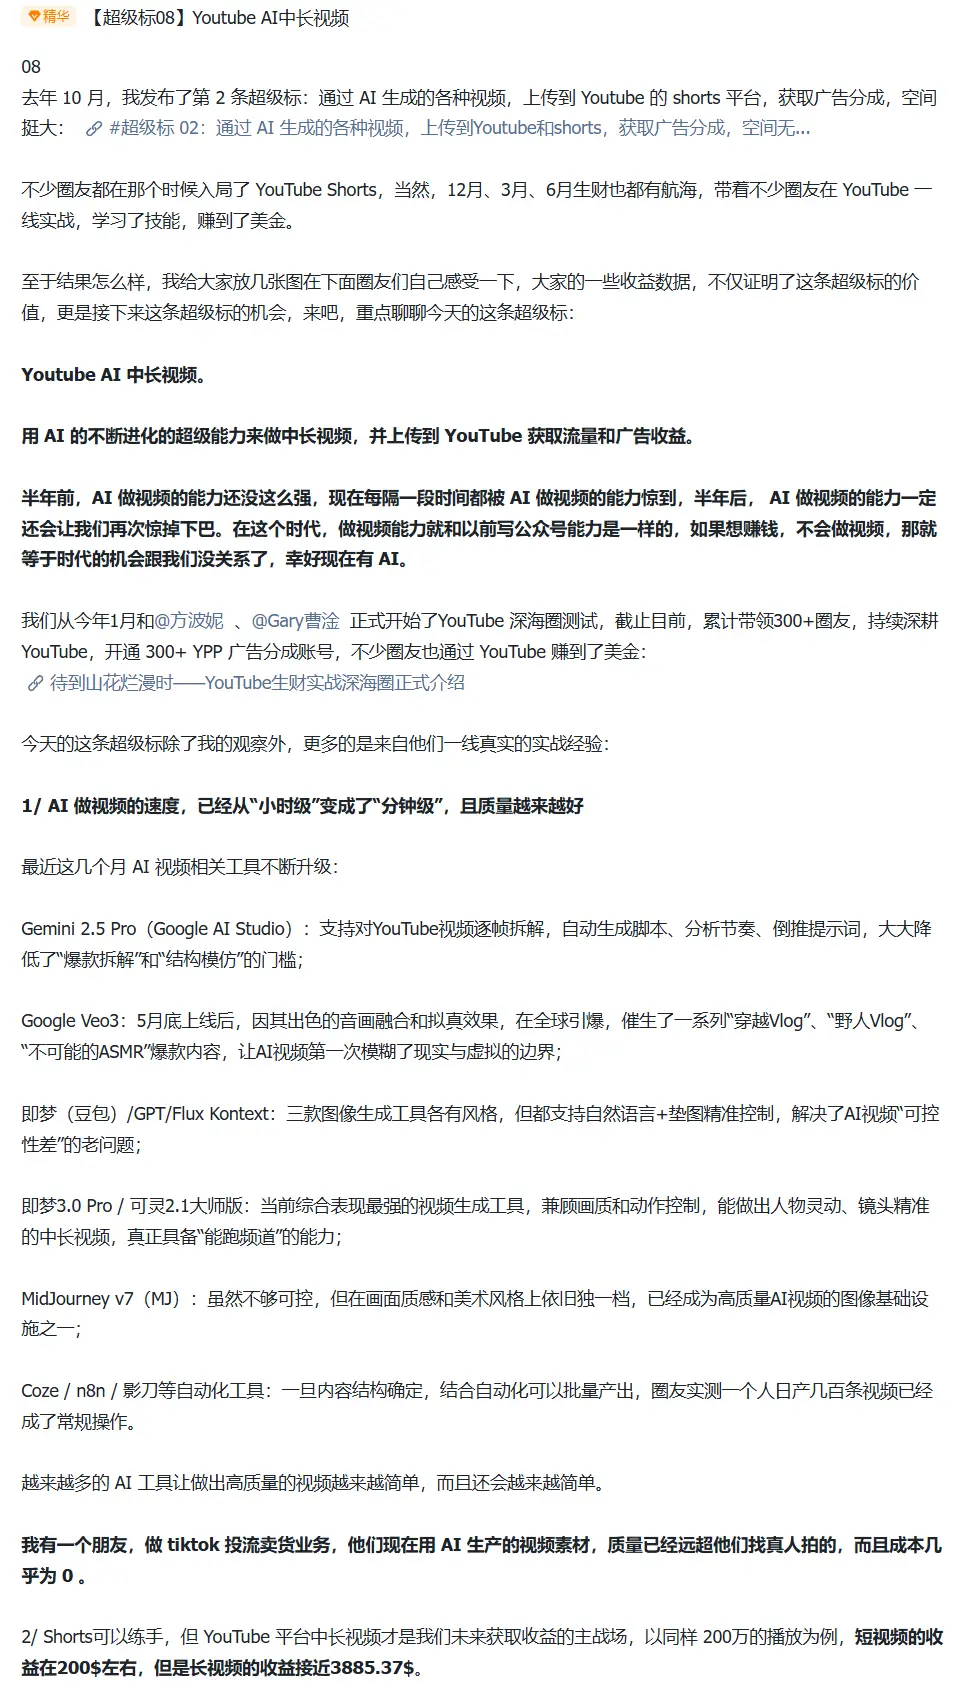 精华 【超级标08】Youtube AI中长视频
08
去年 10 月，我发布了第 2 条超级标：通过 AI 生成的各种视频，上传到 Youtube 的 shorts 平台，获取广告分成，空间
挺大： #超级标 02：通过 AI 生成的各种视频，上传到Youtube和shorts，获取广告分成，空间无...
不少圈友都在那个时候入局了 YouTube Shorts，当然，12月、3月、6月生财也都有航海，带着不少圈友在 YouTube 一
线实战，学习了技能，赚到了美金。
至于结果怎么样，我给大家放几张图在下面圈友们自己感受一下，大家的一些收益数据，不仅证明了这条超级标的价
值，更是接下来这条超级标的机会，来吧，重点聊聊今天的这条超级标：
Youtube AI 中长视频。
用 AI 的不断进化的超级能力来做中长视频，并上传到 YouTube 获取流量和广告收益。
半年前，AI 做视频的能力还没这么强，现在每隔一段时间都被 AI 做视频的能力惊到，半年后， AI 做视频的能力一定
还会让我们再次惊掉下巴。在这个时代，做视频能力就和以前写公众号能力是一样的，如果想赚钱，不会做视频，那就
等于时代的机会跟我们没关系了，幸好现在有 AI。
我们从今年1月和@方波妮 、@Gary曹淦 正式开始了YouTube 深海圈测试，截止目前，累计带领300+圈友，持续深耕
YouTube，开通 300+ YPP 广告分成账号，不少圈友也通过 YouTube 赚到了美金：
待到山花烂漫时——YouTube生财实战深海圈正式介绍
今天的这条超级标除了我的观察外，更多的是来自他们一线真实的实战经验：
1/ AI 做视频的速度，已经从“小时级”变成了“分钟级”，且质量越来越好
最近这几个月 AI 视频相关工具不断升级：
Gemini 2.5 Pro（Google AI Studio）：支持对YouTube视频逐帧拆解，自动生成脚本、分析节奏、倒推提示词，大大降
低了“爆款拆解”和“结构模仿”的门槛；
Google Veo3：5月底上线后，因其出色的音画融合和拟真效果，在全球引爆，催生了一系列“穿越Vlog”、“野人Vlog”、
“不可能的ASMR”爆款内容，让AI视频第一次模糊了现实与虚拟的边界；
即梦（豆包）/GPT/Flux Kontext：三款图像生成工具各有风格，但都支持自然语言+垫图精准控制，解决了AI视频“可控
性差”的老问题；
即梦3.0 Pro / 可灵2.1大师版：当前综合表现最强的视频生成工具，兼顾画质和动作控制，能做出人物灵动、镜头精准
的中长视频，真正具备“能跑频道”的能力；
MidJourney v7（MJ）：虽然不够可控，但在画面质感和美术风格上依旧独一档，已经成为高质量AI视频的图像基础设
施之一；
Coze / n8n / 影刀等自动化工具：一旦内容结构确定，结合自动化可以批量产出，圈友实测一个人日产几百条视频已经
成了常规操作。
越来越多的 AI 工具让做出高质量的视频越来越简单，而且还会越来越简单。
我有一个朋友，做 tiktok 投流卖货业务，他们现在用 AI 生产的视频素材，质量已经远超他们找真人拍的，而且成本几
乎为 0 。
2/ Shorts可以练手，但 YouTube 平台中长视频才是我们未来获取收益的主战场，以同样 200万的播放为例，短视频的收
益在200$左右，但是长视频的收益接近3885.37$。